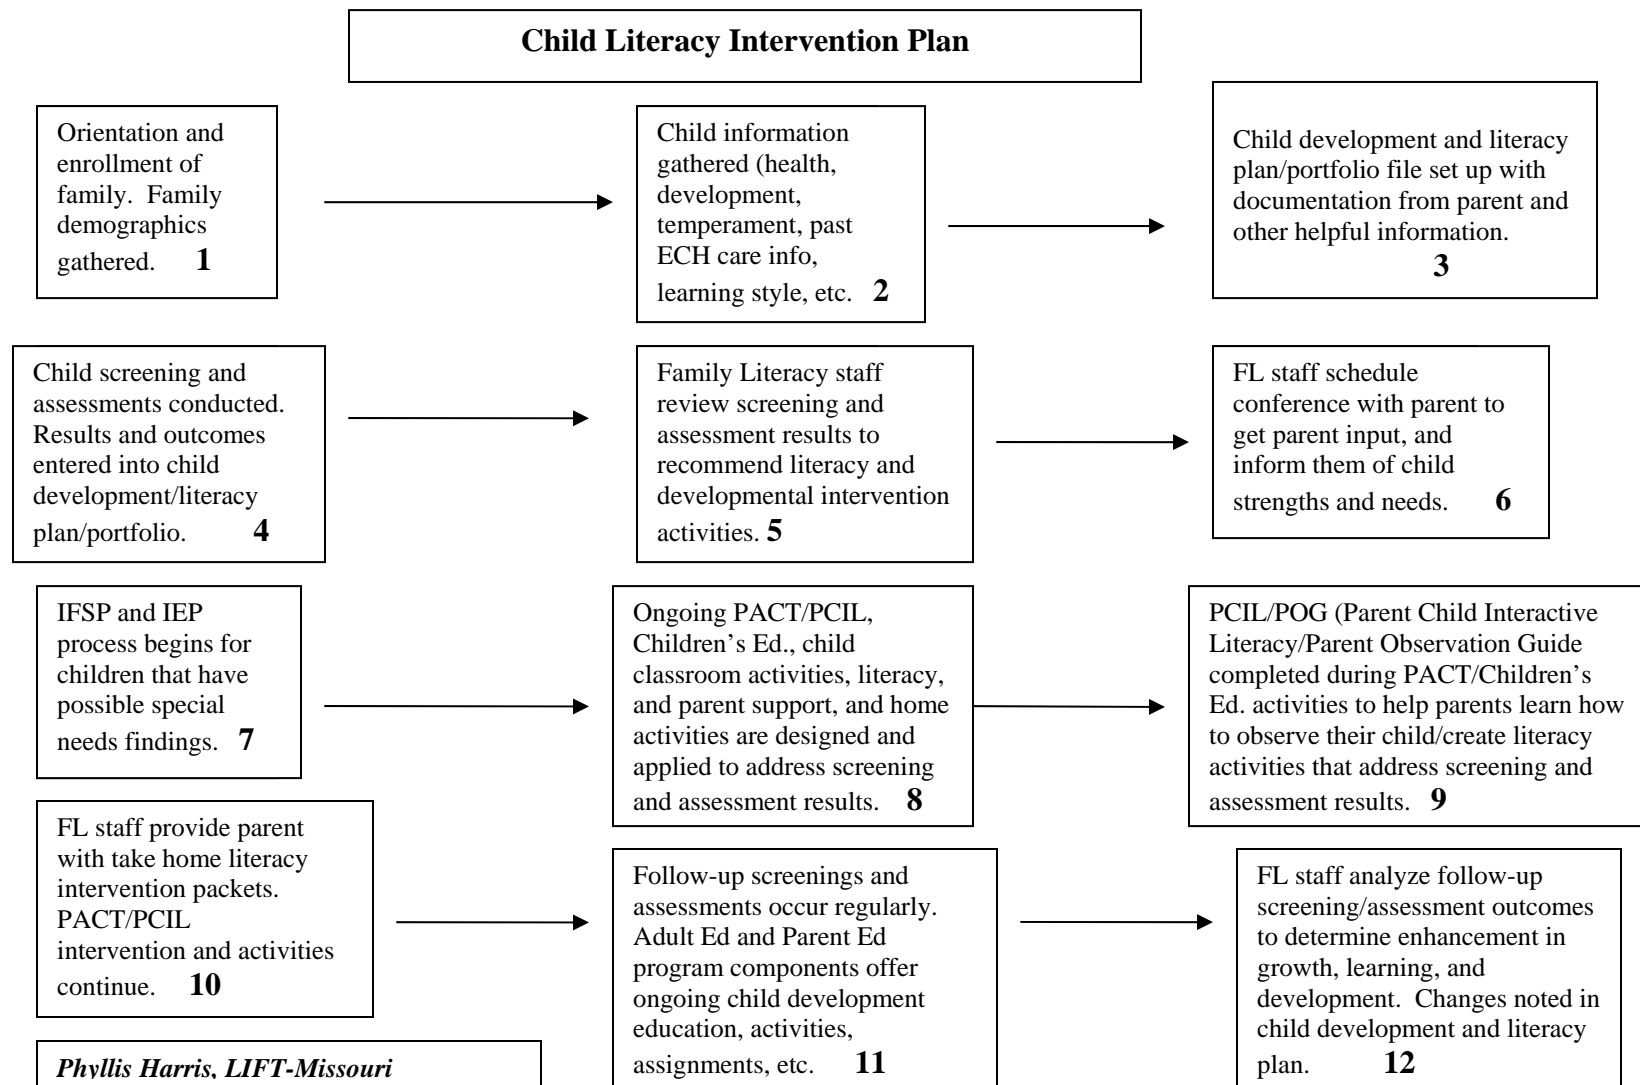 Child Literacy Intervention Plan
Orientation and
enrollment of
family.  Family
demographics
gathered.    1
Child information
gathered (health,
development,
temperament, past
ECH care info,
learning style, etc.  2
Child development and literacy
plan/portfolio file set up with
documentation from parent and
other helpful information.
3
Child screening and
assessments conducted.
Results and outcomes
entered into child
development/literacy
plan/portfolio.    4
Family Literacy staff
review screening and
assessment results to
recommend literacy and
developmental intervention
activities. 5
FL staff schedule
conference with parent to
get parent input, and
inform them of child
strengths and needs.    6
IFSP and IEP
process begins for
children that have
possible special
needs findings.  7
Ongoing PACT/PCIL,
Children’s Ed., child
classroom activities, literacy,
and parent support, and home
activities are designed and
applied to address screening
and assessment results.  8
PCIL/POG (Parent Child Interactive
Literacy/Parent Observation Guide
completed during PACT/Children’s
Ed. activities to help parents learn how
to observe their child/create literacy
activities that address screening and
assessment results.  9
FL staff provide parent
with take home literacy
intervention packets.
PACT/PCIL
intervention and activities
continue.    10
Follow-up screenings and
assessments occur regularly.
Adult Ed and Parent Ed
program components offer
ongoing child development
education, activities,
assignments, etc.    11
FL staff analyze follow-up
screening/assessment outcomes
to determine enhancement in
growth, learning, and
development.  Changes noted in
child development and literacy
plan.    12
Phyllis Harris, LIFT-Missouri